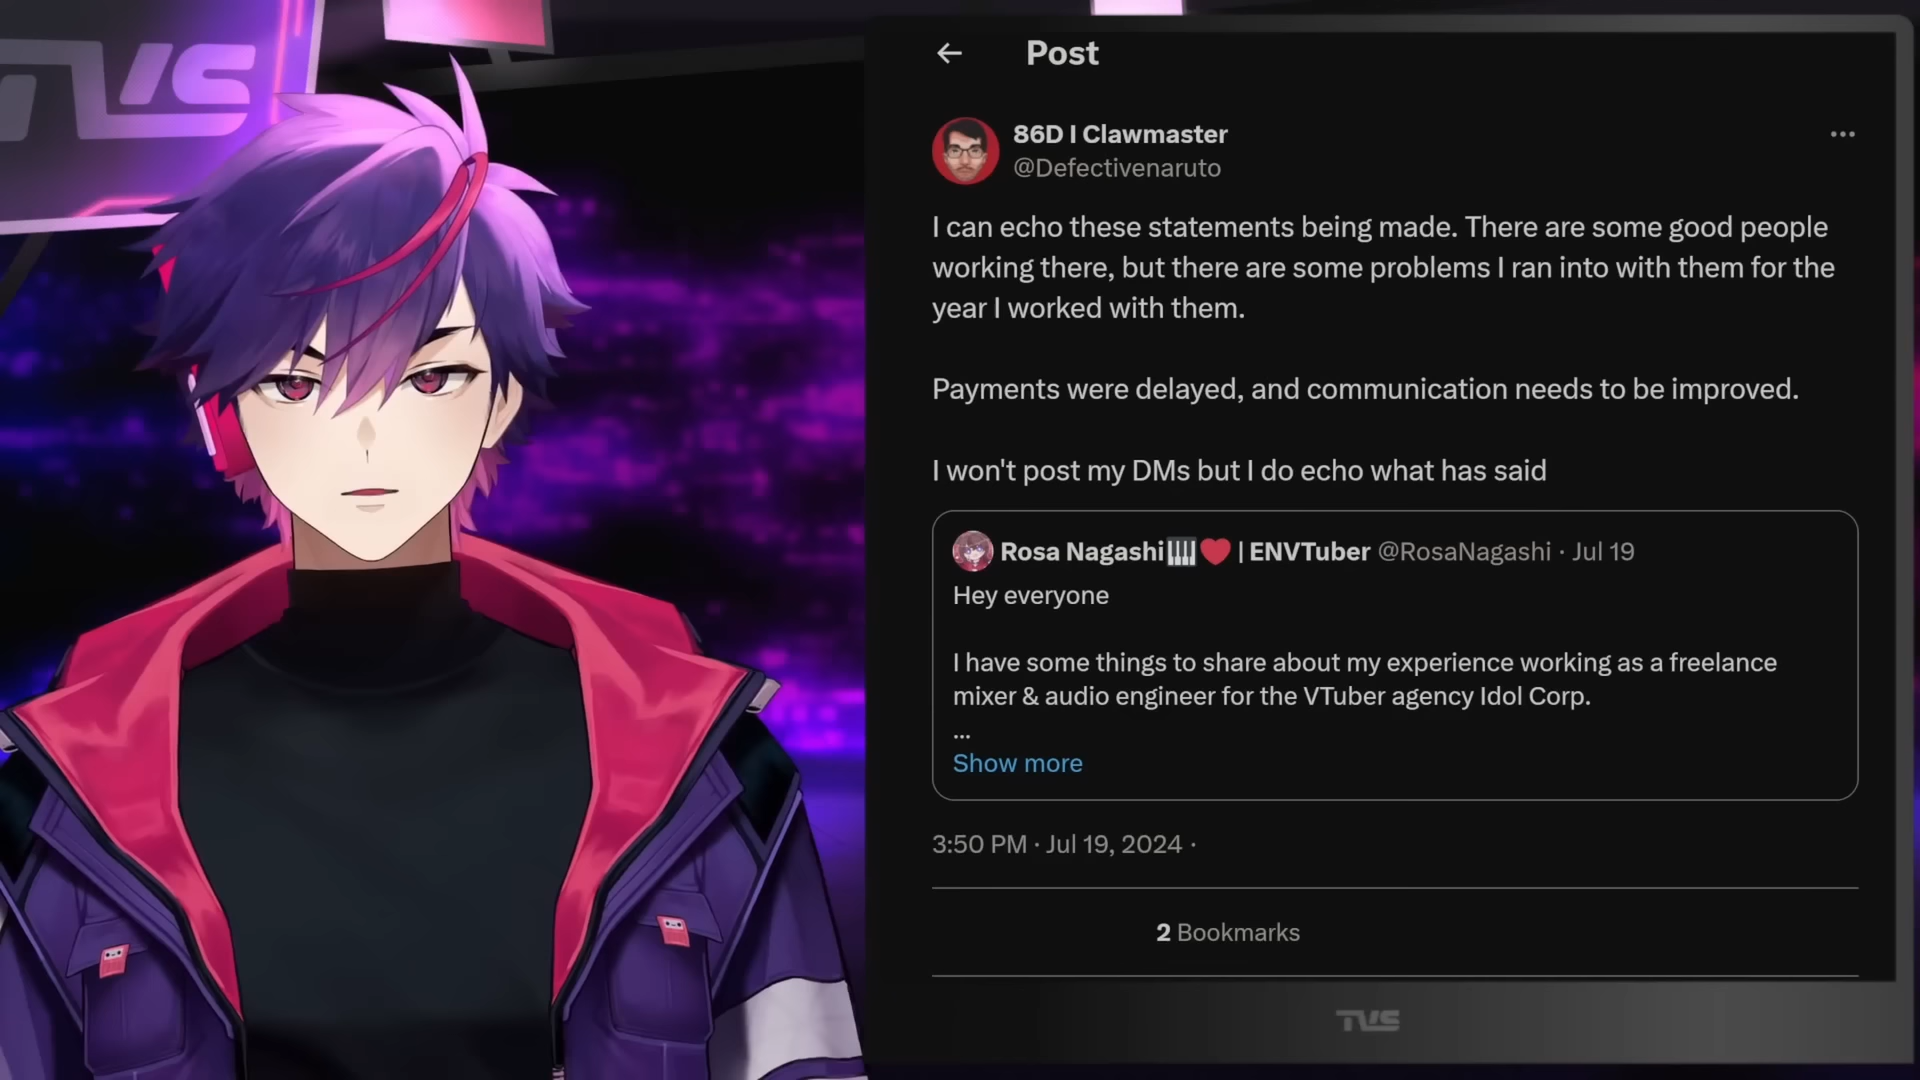 TVS
Post
86D I Clawmaster
@Defectivenaruto
I can echo these statements being made. There are some good people
working there, but there are some problems I ran into with them for the
year I worked with them.
Payments were delayed, and communication needs to be improved.
I won't post my DMs but I do echo what has said
Rosa Nagashi🎹❤️ | ENVTuber @RosaNagashi · Jul 19
Hey everyone
I have some things to share about my experience working as a freelance
mixer & audio engineer for the VTuber agency Idol Corp.
...
Show more
3:50 PM · Jul 19, 2024 ·
2 Bookmarks
TVS